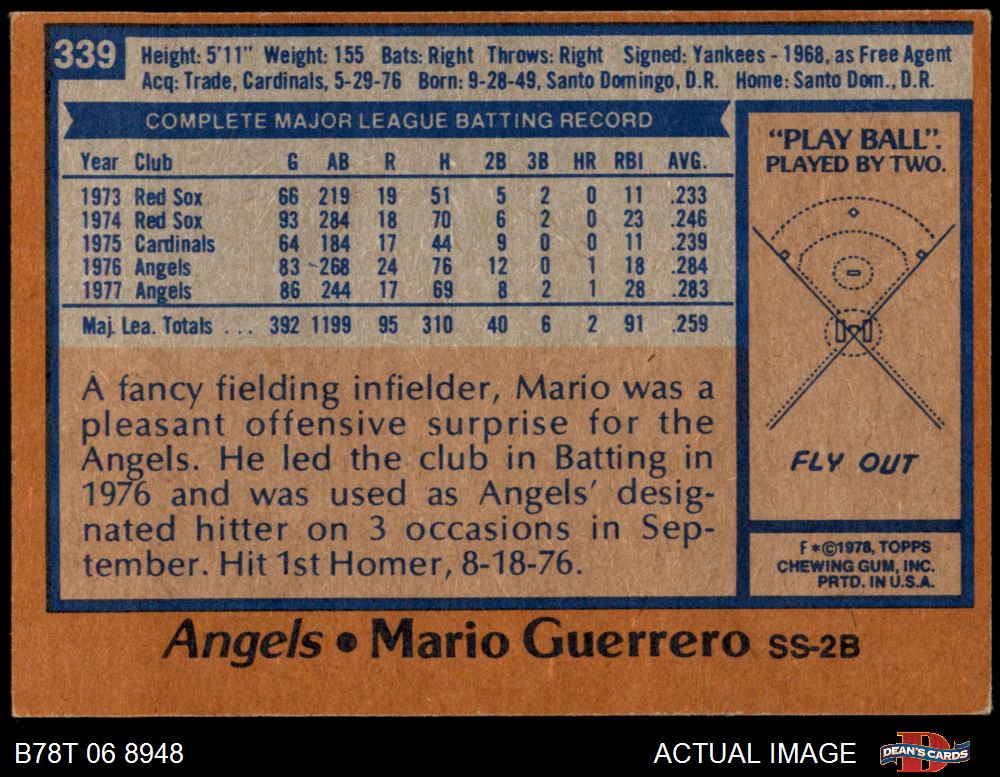 339
Height: 5'11" Weight: 155 Bats: Right Throws: Right Signed: Yankees - 1968, as Free Agent
Acq: Trade, Cardinals, 5-29-76 Born: 9-28-49, Santo Domingo, D.R. Home: Santo Dom., D.R.
COMPLETE MAJOR LEAGUE BATTING RECORD
Year Club G AB R H 2B 3B HR RBI AVG.
1973 Red Sox 66 219 19 51 5 2 0 11 .233
1974 Red Sox 93 284 18 70 6 2 0 23 .246
1975 Cardinals 64 184 17 44 9 0 0 11 .239
1976 Angels 83 268 24 76 12 0 1 18 .284
1977 Angels 86 244 17 69 8 2 1 28 .283
Maj. Lea. Totals ... 392 1199 95 310 40 6 2 91 .259
A fancy fielding infielder, Mario was a
pleasant offensive surprise for the
Angels. He led the club in Batting in
1976 and was used as Angels' desig-
nated hitter on 3 occasions in Sep-
tember. Hit 1st Homer, 8-18-76.
"PLAY BALL".
PLAYED BY TWO.
FLY OUT
F*©1978, TOPPS
CHEWING GUM, INC.
PRTD. IN U.S.A.
Angels • Mario Guerrero SS-2B
B78T 06 8948
ACTUAL IMAGE
D
DEAN'S CARDS